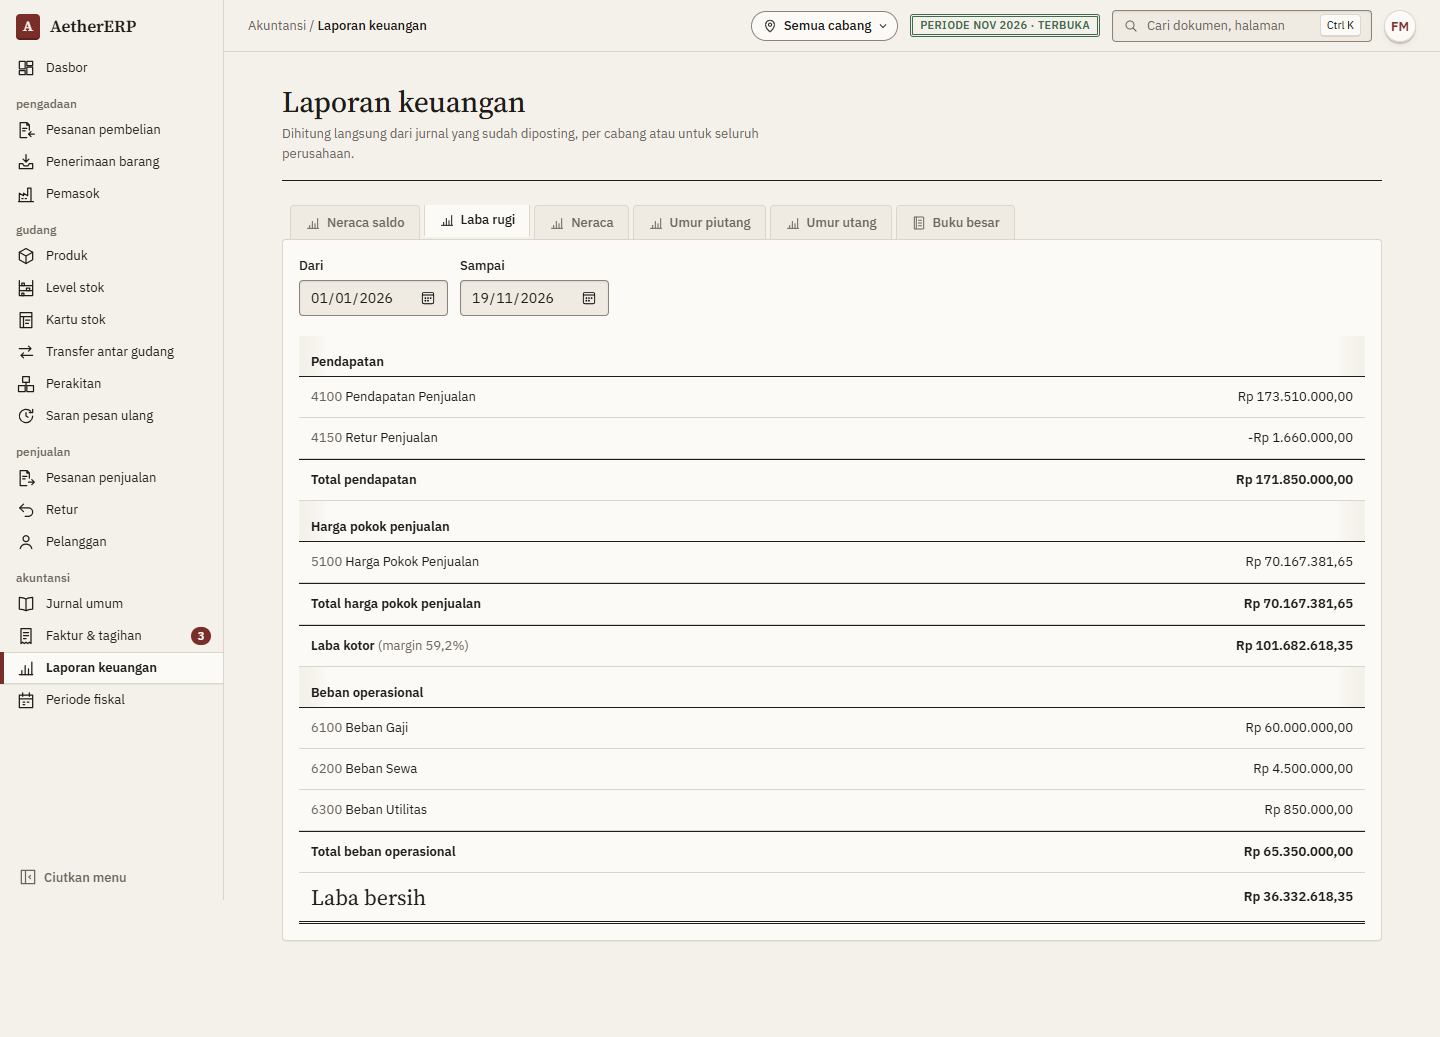 A AetherERP
Akuntansi / Laporan keuangan
Semua cabang
PERIODE NOV 2026 · TERBUKA
Cari dokumen, halaman
Ctrl K
FM
Dasbor
pengadaan
Pesanan pembelian
Penerimaan barang
Pemasok
gudang
Produk
Level stok
Kartu stok
Transfer antar gudang
Perakitan
Saran pesan ulang
penjualan
Pesanan penjualan
Retur
Pelanggan
akuntansi
Jurnal umum
Faktur & tagihan 3
Laporan keuangan
Periode fiskal
Ciutkan menu
Laporan keuangan
Dihitung langsung dari jurnal yang sudah diposting, per cabang atau untuk seluruh
perusahaan.
Neraca saldo
Laba rugi
Neraca
Umur piutang
Umur utang
Buku besar
Dari
Sampai
01/01/2026
19/11/2026
Pendapatan
4100 Pendapatan Penjualan Rp 173.510.000,00
4150 Retur Penjualan -Rp 1.660.000,00
Total pendapatan Rp 171.850.000,00
Harga pokok penjualan
5100 Harga Pokok Penjualan Rp 70.167.381,65
Total harga pokok penjualan Rp 70.167.381,65
Laba kotor (margin 59,2%) Rp 101.682.618,35
Beban operasional
6100 Beban Gaji Rp 60.000.000,00
6200 Beban Sewa Rp 4.500.000,00
6300 Beban Utilitas Rp 850.000,00
Total beban operasional Rp 65.350.000,00
Laba bersih Rp 36.332.618,35